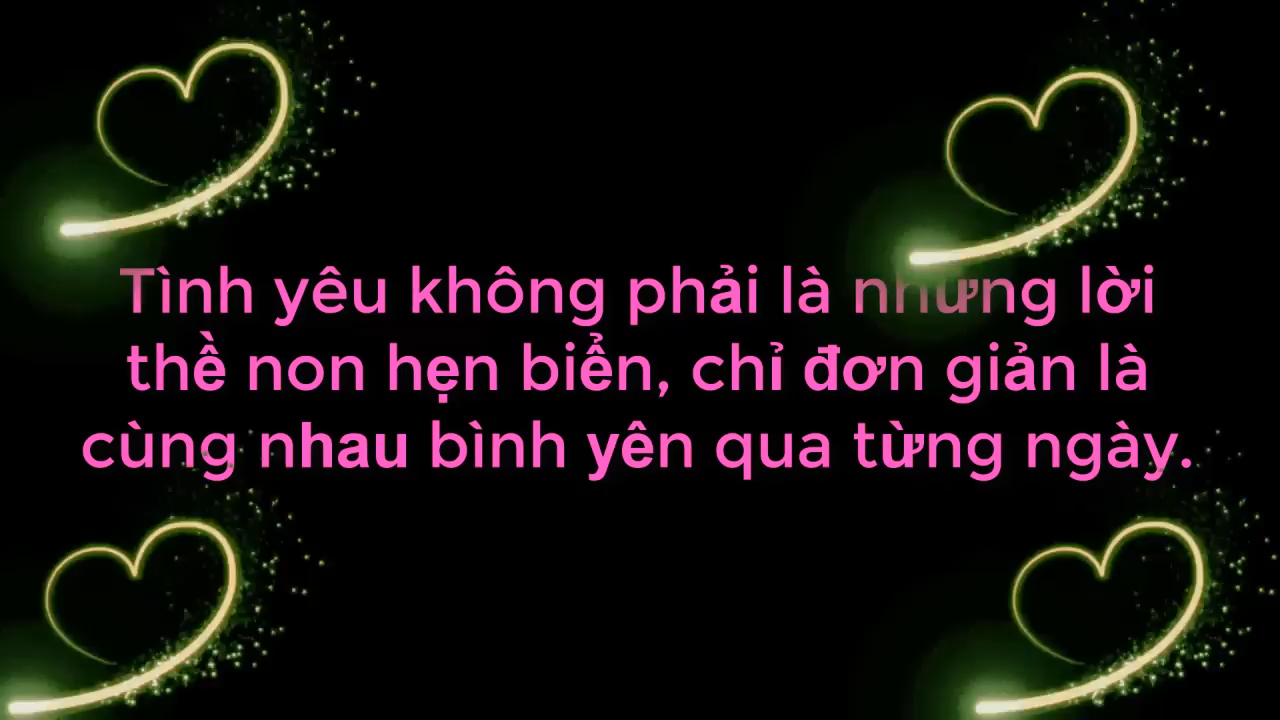 Tình yêu không phải là những lời
thề non hẹn biển, chỉ đơn giản là
cùng nhau bình yên qua từng ngày.